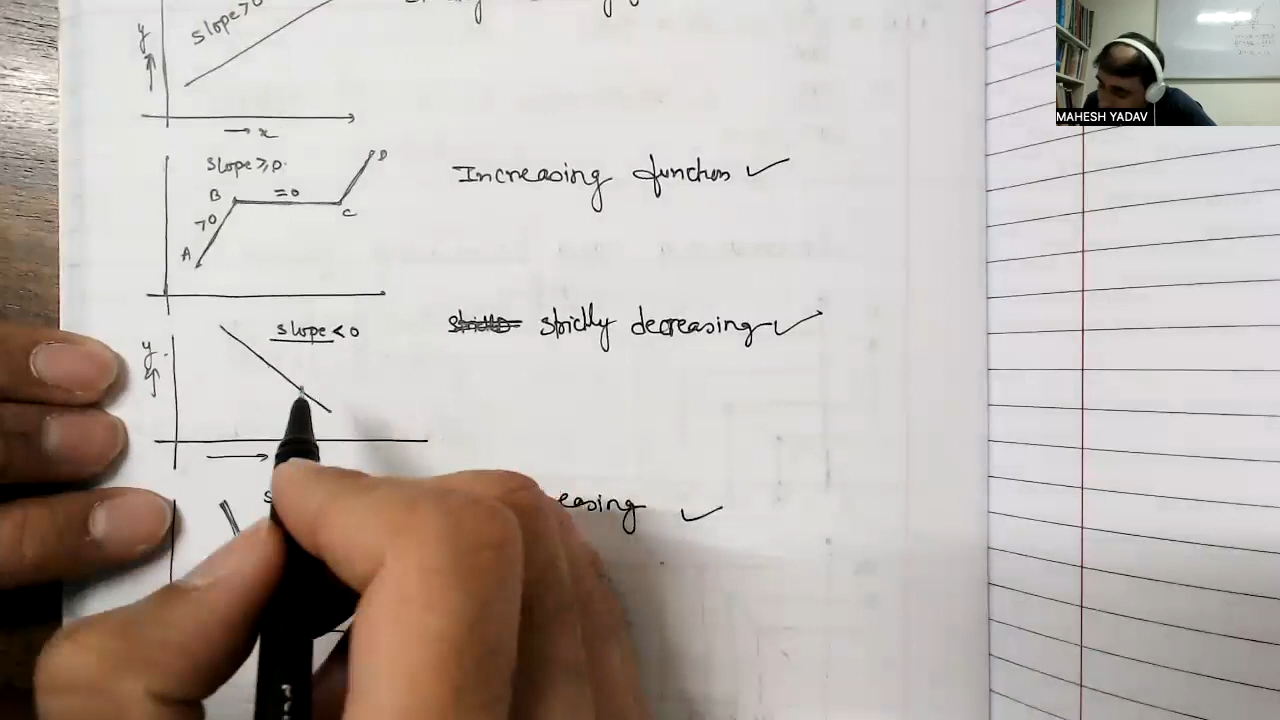 slope>0
y
x
slope ≥ 0
Increasing function ✓
B
=0
C
D
>0
A
slope < 0
strictly decreasing ✓
y
easing ✓
MAHESH YADAV